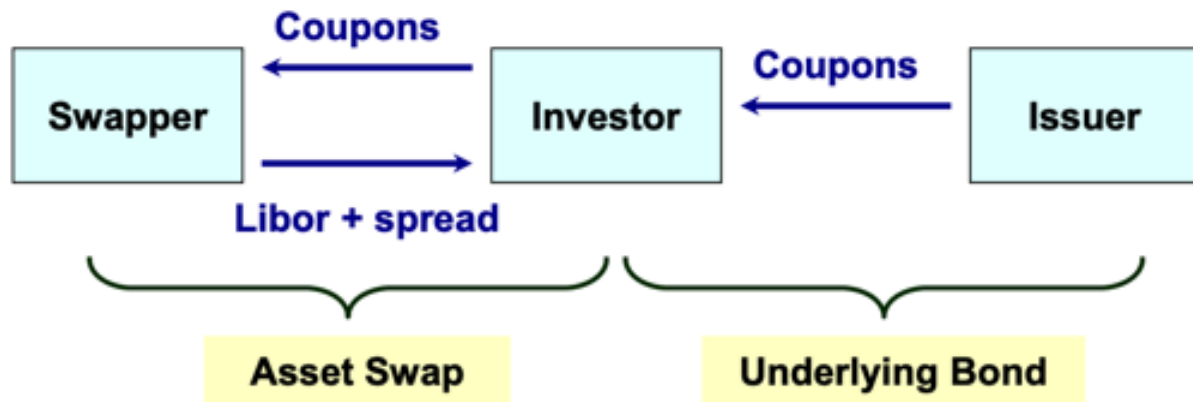 Coupons
Coupons
Swapper
Investor
Issuer
Libor + spread
Asset Swap
Underlying Bond